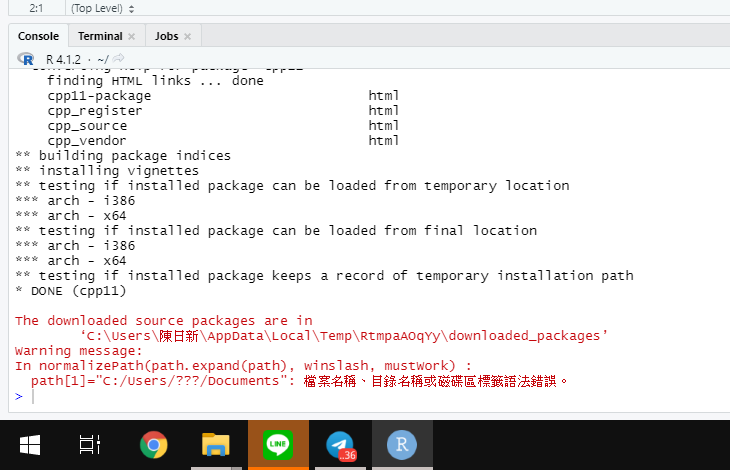 2:1 (Top Level)
Console Terminal Jobs
R 4.1.2 · ~/
converting help for package 'cpp11'
finding HTML links ... done
cpp11-package html
cpp_register html
cpp_source html
cpp_vendor html
** building package indices
** installing vignettes
** testing if installed package can be loaded from temporary location
*** arch - i386
*** arch - x64
** testing if installed package can be loaded from final location
*** arch - i386
*** arch - x64
** testing if installed package keeps a record of temporary installation path
* DONE (cpp11)
The downloaded source packages are in
‘C:\Users\陳日新\AppData\Local\Temp\RtmpaAOqYy\downloaded_packages’
Warning message:
In normalizePath(path.expand(path), winslash, mustWork) :
path[1]="C:/Users/???/Documents": 檔案名稱、目錄名稱或磁碟區標籤語法錯誤。
>
LINE
..36
R